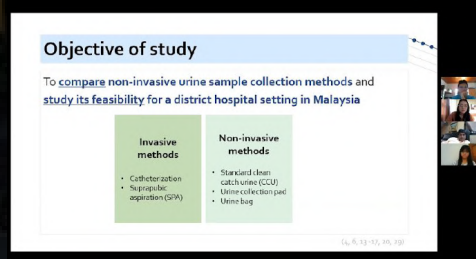 Objective of study
To compare non-invasive urine sample collection methods and
study its feasibility for a district hospital setting in Malaysia
Invasive
methods
• Catheterization
• Suprapubic
aspiration (SPA)
Non-invasive
methods
• Standard clean
catch urine (CCU)
• Urine collection pad
• Urine bag